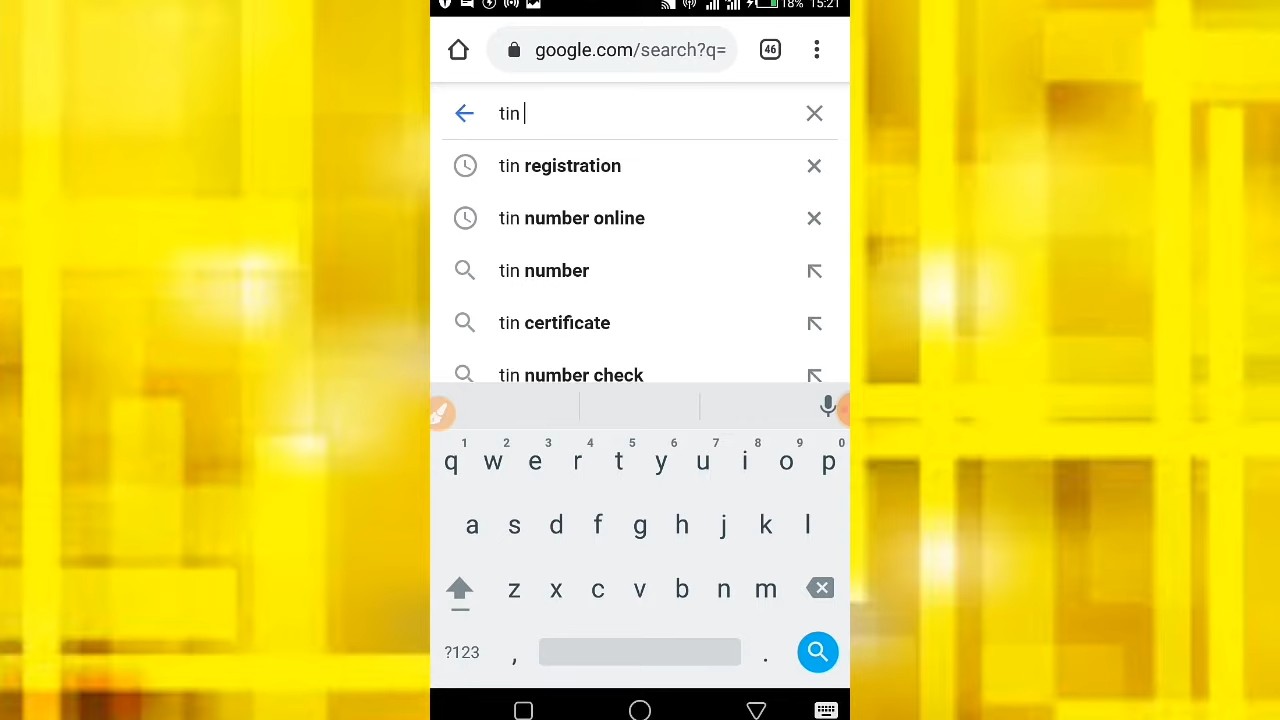 18% 15:21
google.com/search?q=
46
tin
tin registration
tin number online
tin number
tin certificate
tin number check
1 2 3 4 5 6 7 8 9 0
q w e r t y u i o p
a s d f g h j k l
z x c v b n m
?123 , .